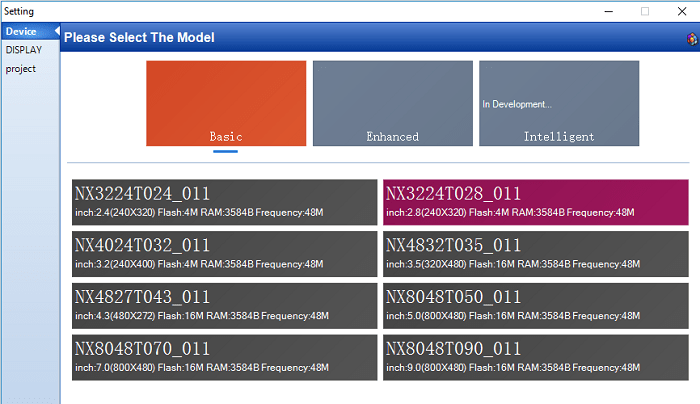 Setting
Device
Please Select The Model
DISPLAY
project
In Development...
Basic
Enhanced
Intelligent
NX3224T024_011
inch:2.4(240X320) Flash:4M RAM:3584B Frequency:48M
NX3224T028_011
inch:2.8(240X320) Flash:4M RAM:3584B Frequency:48M
NX4024T032_011
inch:3.2(240X400) Flash:4M RAM:3584B Frequency:48M
NX4832T035_011
inch:3.5(320X480) Flash:16M RAM:3584B Frequency:48M
NX4827T043_011
inch:4.3(480X272) Flash:16M RAM:3584B Frequency:48M
NX8048T050_011
inch:5.0(800X480) Flash:16M RAM:3584B Frequency:48M
NX8048T070_011
inch:7.0(800X480) Flash:16M RAM:3584B Frequency:48M
NX8048T090_011
inch:9.0(800X480) Flash:16M RAM:3584B Frequency:48M